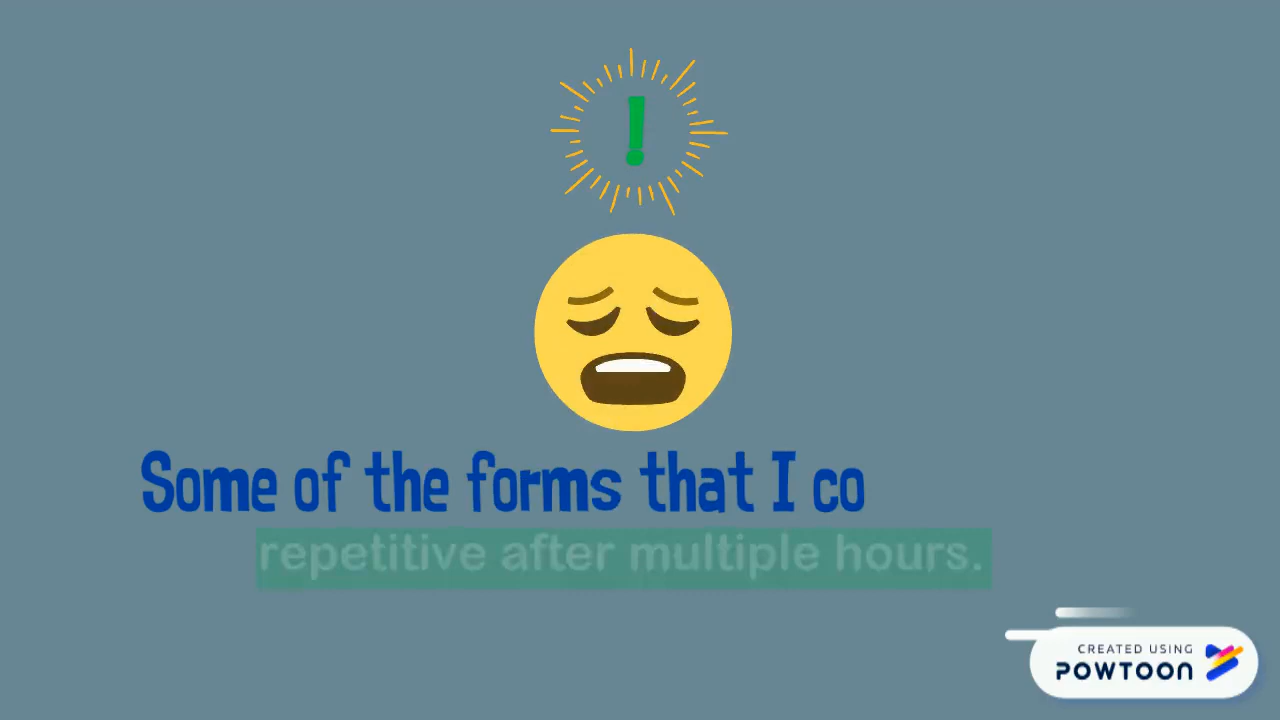 !
Some of the forms that I co
repetitive after multiple hours.
CREATED USING
POWTOON